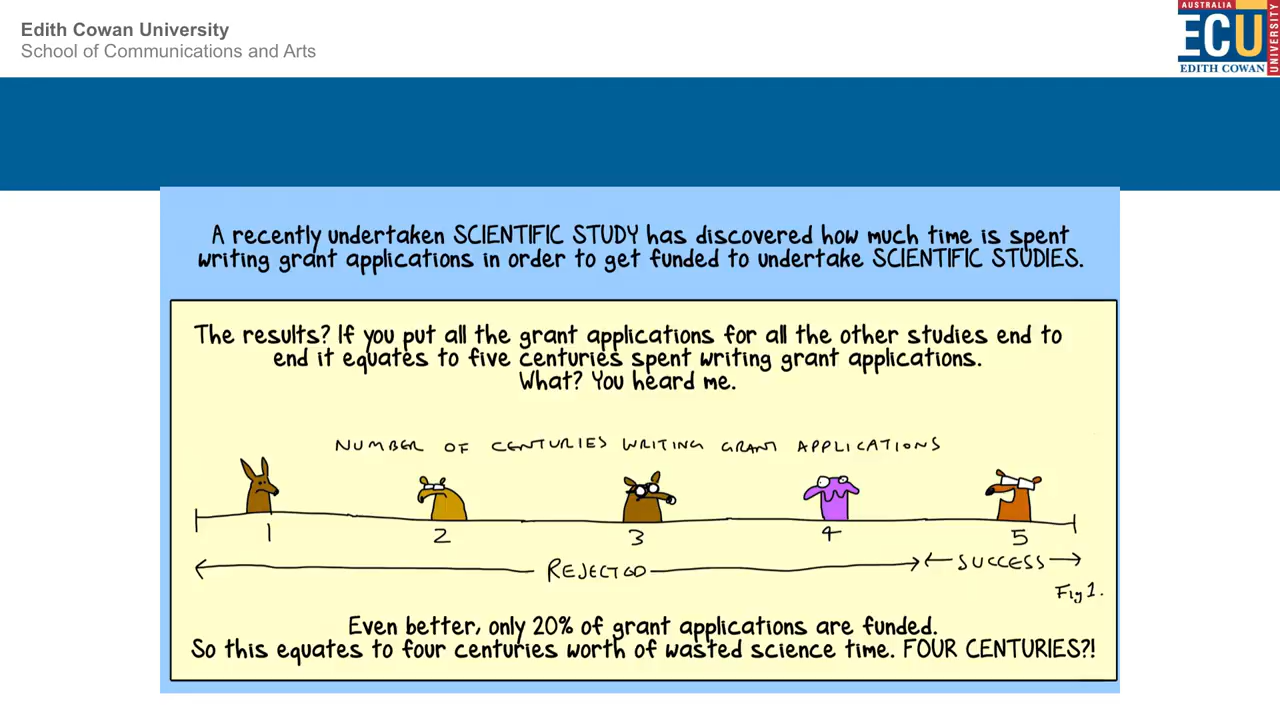 Edith Cowan University
School of Communications and Arts
AUSTRALIA
ECU
EDITH COWAN
UNIVERSITY
A recently undertaken SCIENTIFIC STUDY has discovered how much time is spent
writing grant applications in order to get funded to undertake SCIENTIFIC STUDIES.
The results? If you put all the grant applications for all the other studies end to
end it equates to five centuries spent writing grant applications.
What? You heard me.
NUMBER OF CENTURIES WRITING GRANT APPLICATIONS
1 2 3 4 5
REJECTED SUCCESS
Fig 1.
Even better, only 20% of grant applications are funded.
So this equates to four centuries worth of wasted science time. FOUR CENTURIES?!